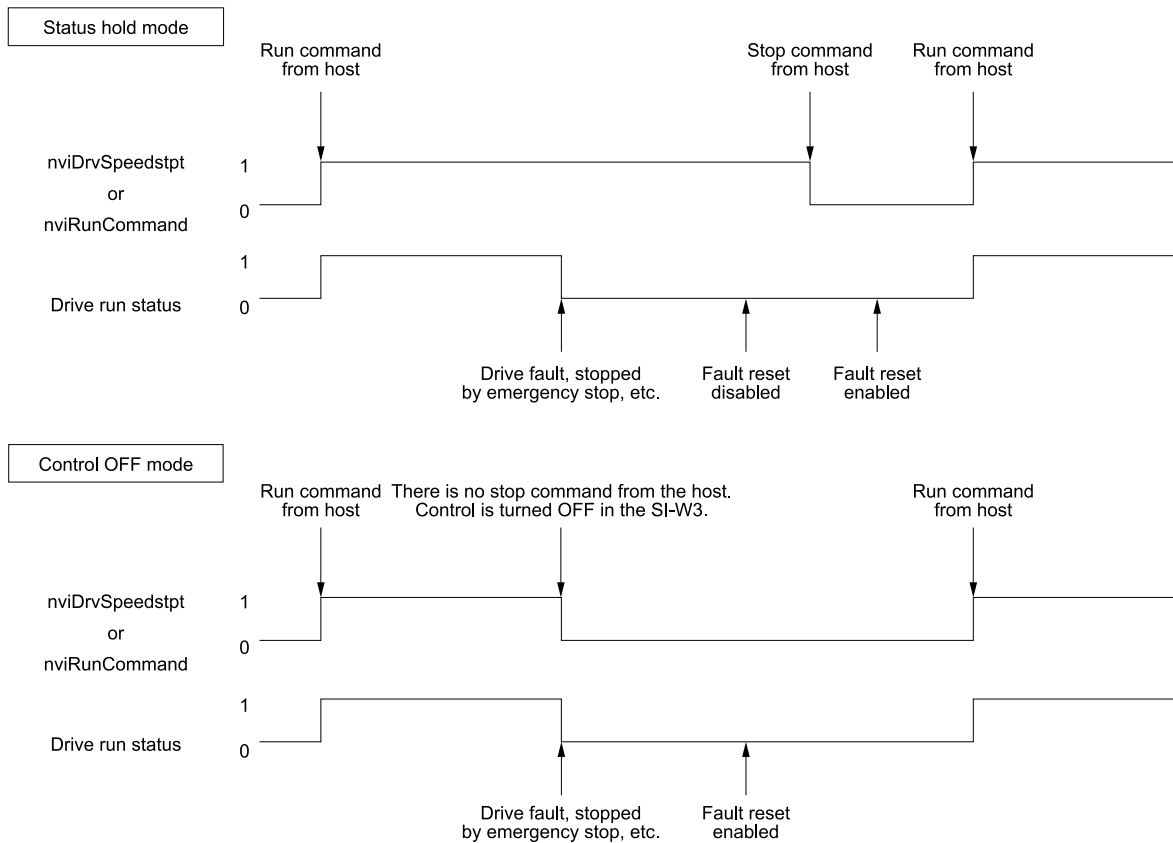 Status hold mode
Run command
from host
Stop command
from host
Run command
from host
nviDrvSpeedstpt
or
nviRunCommand
1
0
Drive run status
1
0
Drive fault, stopped
by emergency stop, etc.
Fault reset
disabled
Fault reset
enabled
Control OFF mode
Run command
from host
There is no stop command from the host.
Control is turned OFF in the SI-W3.
Run command
from host
nviDrvSpeedstpt
or
nviRunCommand
1
0
Drive run status
1
0
Drive fault, stopped
by emergency stop, etc.
Fault reset
enabled